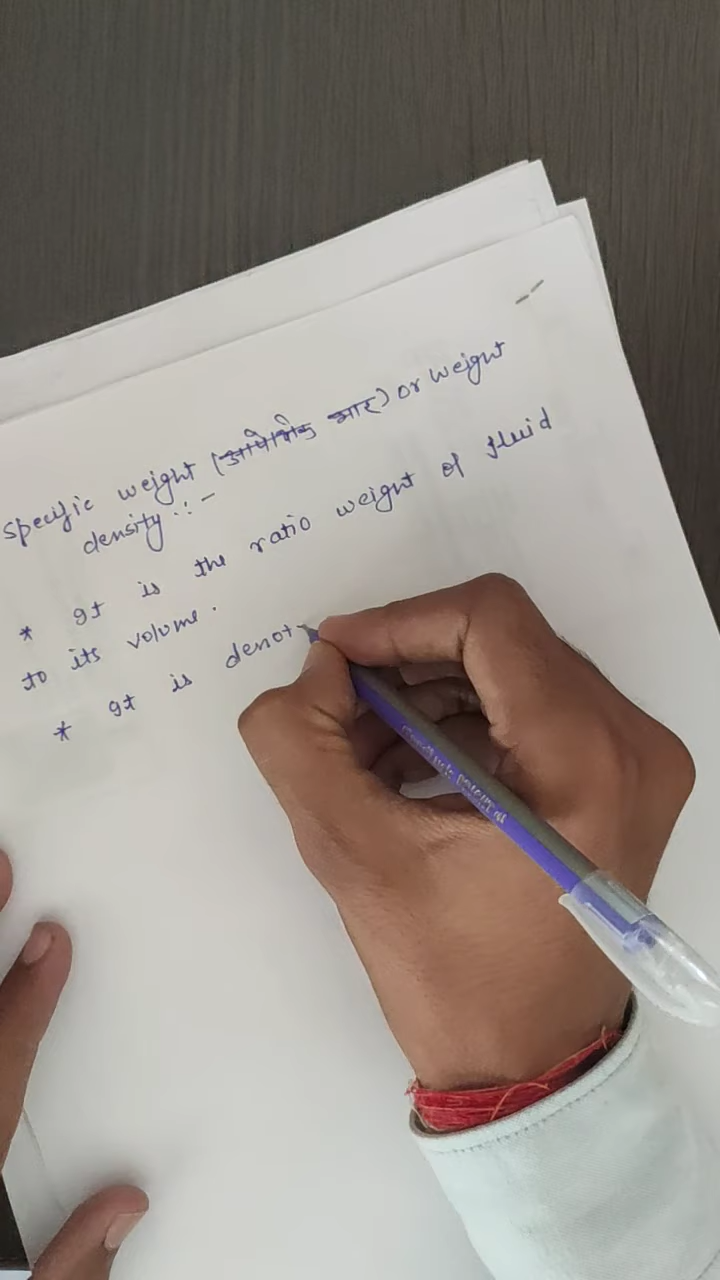 specific weight (आपेक्षिक भार) or weight
density :: -
* It is the ratio weight of fluid
to its volume.
* It is denot